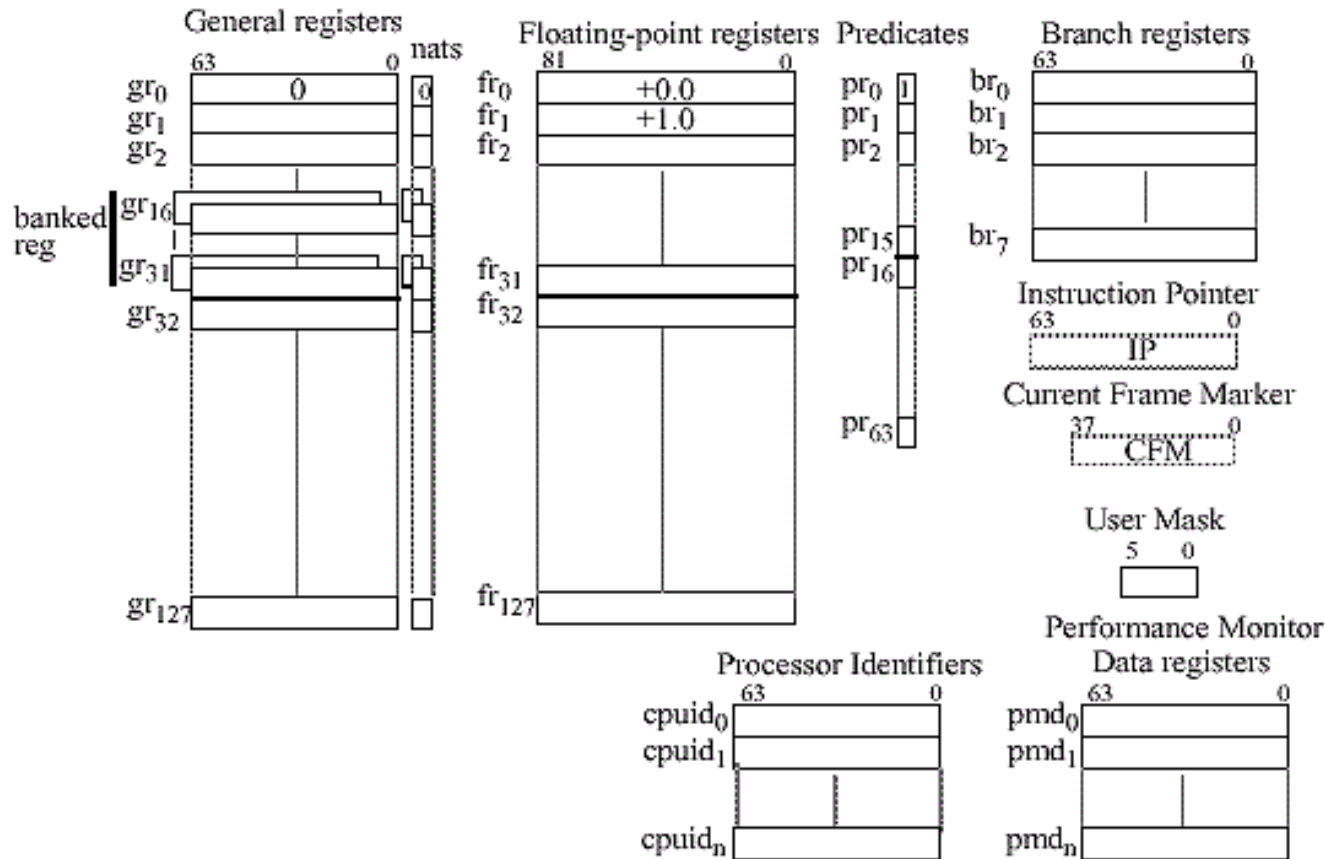 General registers
nats
63 0
gr0 0 0
gr1
gr2
banked
reg
gr16
gr31
gr32
gr127
Floating-point registers
81 0
fr0 +0.0
fr1 +1.0
fr2
fr31
fr32
fr127
Predicates
pr0 1
pr1
pr2
pr15
pr16
pr63
Branch registers
63 0
br0
br1
br2
br7
Instruction Pointer
63 0
IP
Current Frame Marker
37 0
CFM
User Mask
5 0
Processor Identifiers
63 0
cpuid0
cpuid1
cpuidn
Performance Monitor
Data registers
63 0
pmd0
pmd1
pmdn